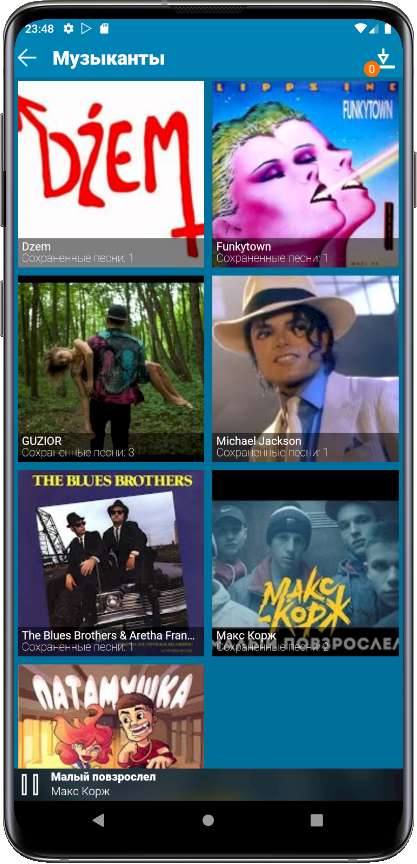 23:48
Музыканты
0
DŻEM
Dzem
Сохраненные песни: 1
LIPPS INC
FUNKYTOWN
Funkytown
Сохраненные песни: 1
GUZIOR
Сохраненные песни: 3
Michael Jackson
Сохраненные песни: 1
THE BLUES BROTHERS
The Blues Brothers & Aretha Fran...
Сохраненные песни: 1
МАКС
-КОРЖ
МАЛЫЙ ПОВЗРОСЛЕЛ
Макс Корж
Сохраненные песни: 2
ПАТАМУШКА
Малый повзрослел
Макс Корж